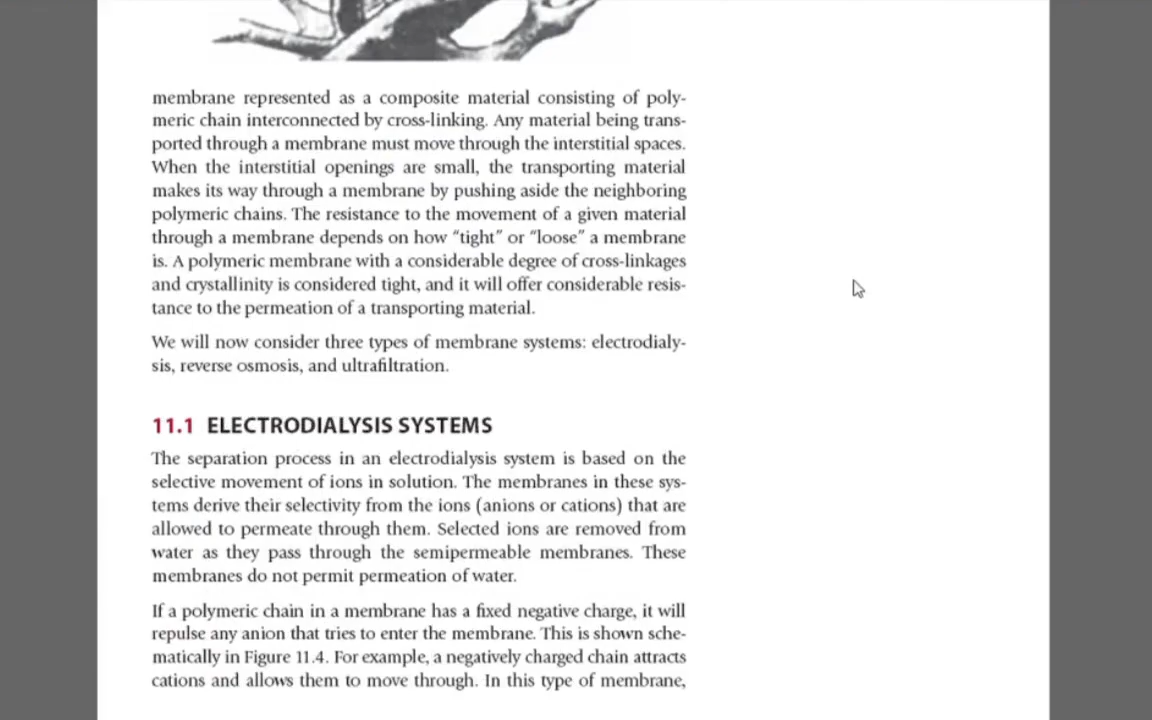 membrane represented as a composite material consisting of poly-
meric chain interconnected by cross-linking. Any material being trans-
ported through a membrane must move through the interstitial spaces.
When the interstitial openings are small, the transporting material
makes its way through a membrane by pushing aside the neighboring
polymeric chains. The resistance to the movement of a given material
through a membrane depends on how “tight” or “loose” a membrane
is. A polymeric membrane with a considerable degree of cross-linkages
and crystallinity is considered tight, and it will offer considerable resis-
tance to the permeation of a transporting material.
We will now consider three types of membrane systems: electrodialy-
sis, reverse osmosis, and ultrafiltration.
11.1 ELECTRODIALYSIS SYSTEMS
The separation process in an electrodialysis system is based on the
selective movement of ions in solution. The membranes in these sys-
tems derive their selectivity from the ions (anions or cations) that are
allowed to permeate through them. Selected ions are removed from
water as they pass through the semipermeable membranes. These
membranes do not permit permeation of water.
If a polymeric chain in a membrane has a fixed negative charge, it will
repulse any anion that tries to enter the membrane. This is shown sche-
matically in Figure 11.4. For example, a negatively charged chain attracts
cations and allows them to move through. In this type of membrane,